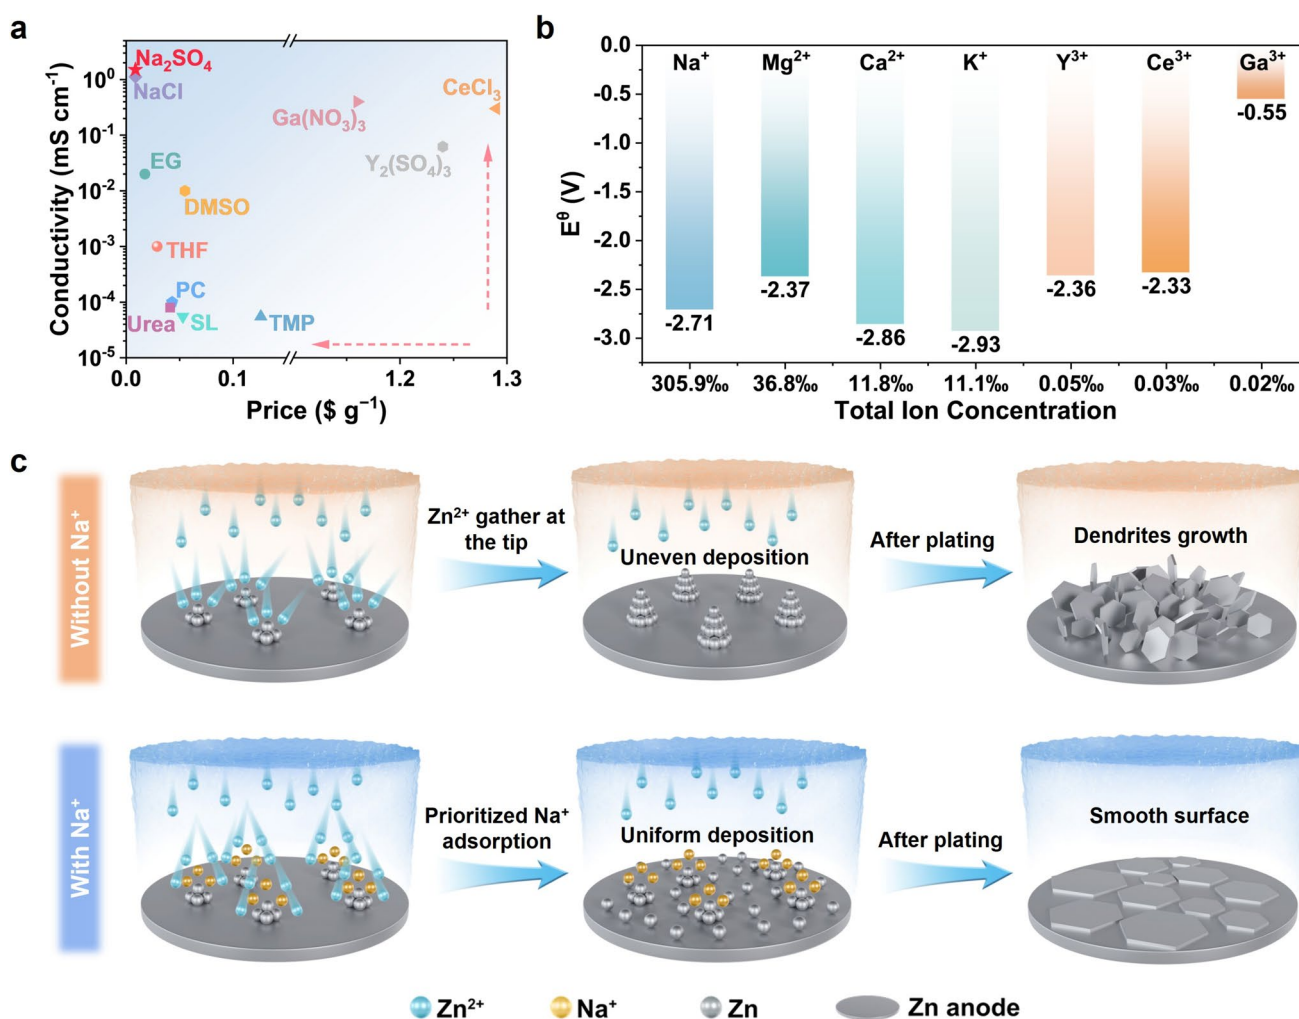 a
Conductivity (mS cm⁻¹)
10⁰
10⁻¹
10⁻²
10⁻³
10⁻⁴
10⁻⁵
Na₂SO₄
NaCl
CeCl₃
Ga(NO₃)₃
Y₂(SO₄)₃
EG
DMSO
THF
PC
Urea
SL
TMP
0.0
0.1
1.2
1.3
Price ($ g⁻¹)
b
E^θ (V)
0.0
-0.5
-1.0
-1.5
-2.0
-2.5
-3.0
Na⁺
Mg²⁺
Ca²⁺
K⁺
Y³⁺
Ce³⁺
Ga³⁺
-2.71
-2.37
-2.86
-2.93
-2.36
-2.33
-0.55
305.9‰
36.8‰
11.8‰
11.1‰
0.05‰
0.03‰
0.02‰
Total Ion Concentration
c
Without Na⁺
Zn²⁺ gather at
the tip
Uneven deposition
After plating
Dendrites growth
With Na⁺
Prioritized Na⁺
adsorption
Uniform deposition
After plating
Smooth surface
Zn²⁺
Na⁺
Zn
Zn anode